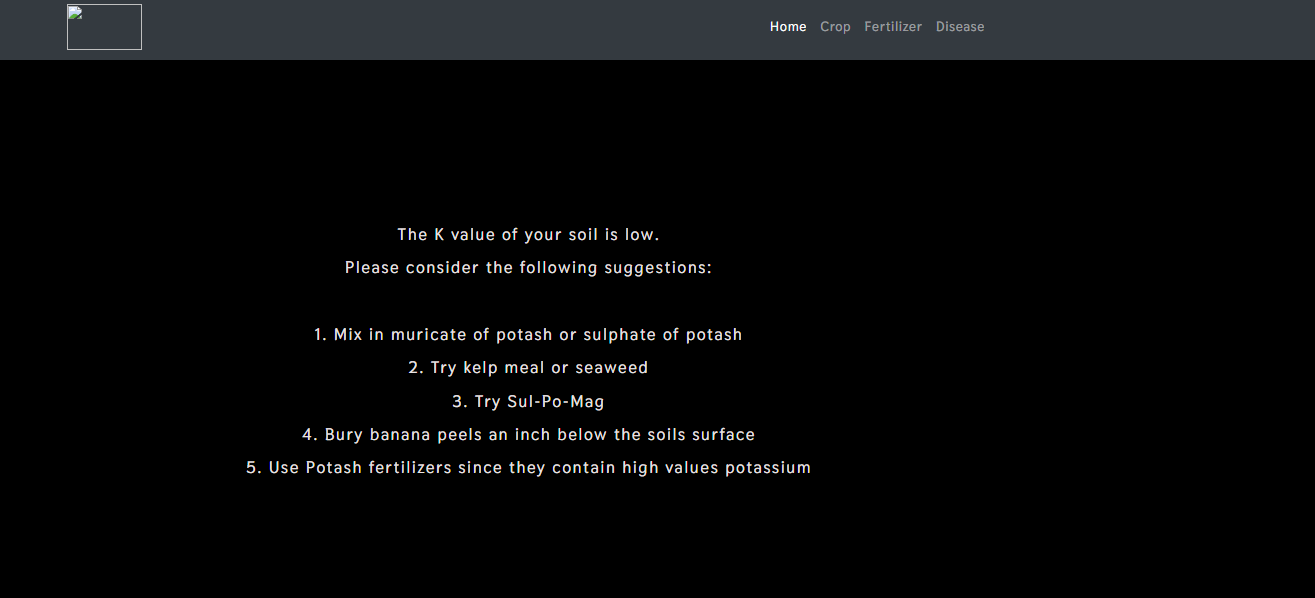 Home Crop Fertilizer Disease
The K value of your soil is low.
Please consider the following suggestions:
1. Mix in muricate of potash or sulphate of potash
2. Try kelp meal or seaweed
3. Try Sul-Po-Mag
4. Bury banana peels an inch below the soils surface
5. Use Potash fertilizers since they contain high values potassium